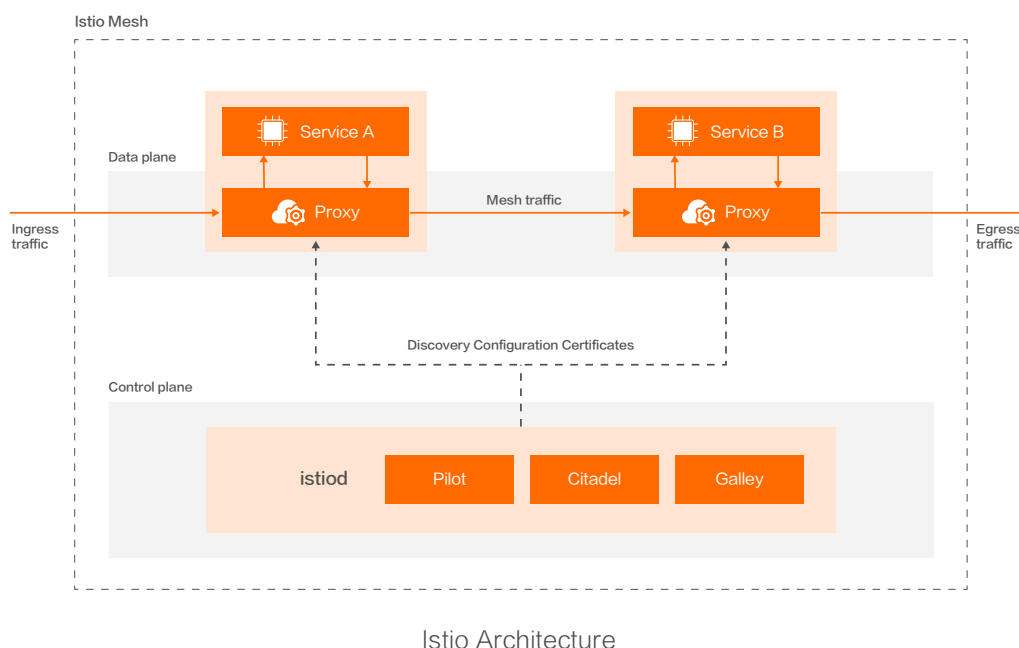 Istio Mesh
Service A
Service B
Data plane
Proxy
Mesh traffic
Proxy
Ingress
traffic
Egress
traffic
Discovery Configuration Certificates
Control plane
istiod
Pilot
Citadel
Galley
Istio Architecture